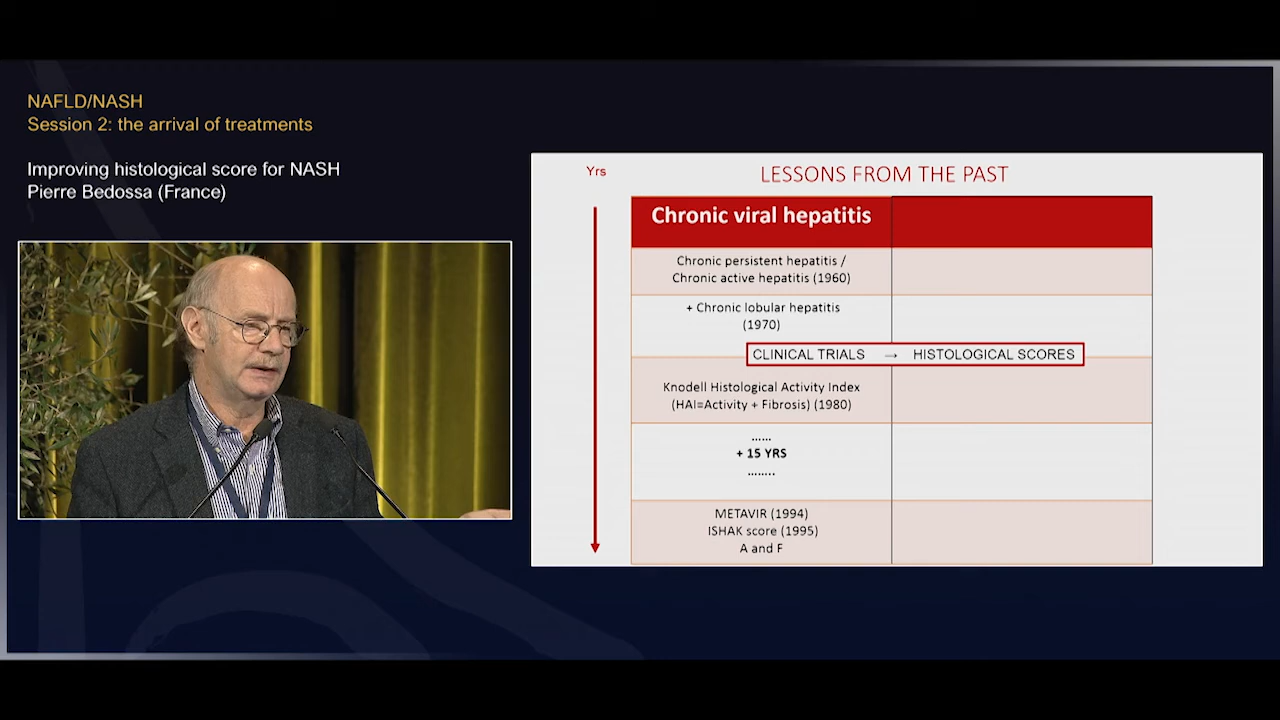 NAFLD/NASH
Session 2: the arrival of treatments
Improving histological score for NASH
Pierre Bedossa (France)
Yrs
LESSONS FROM THE PAST
Chronic viral hepatitis
Chronic persistent hepatitis /
Chronic active hepatitis (1960)
+ Chronic lobular hepatitis
(1970)
CLINICAL TRIALS → HISTOLOGICAL SCORES
Knodell Histological Activity Index
(HAI=Activity + Fibrosis) (1980)
......
+ 15 YRS
........
METAVIR (1994)
ISHAK score (1995)
A and F